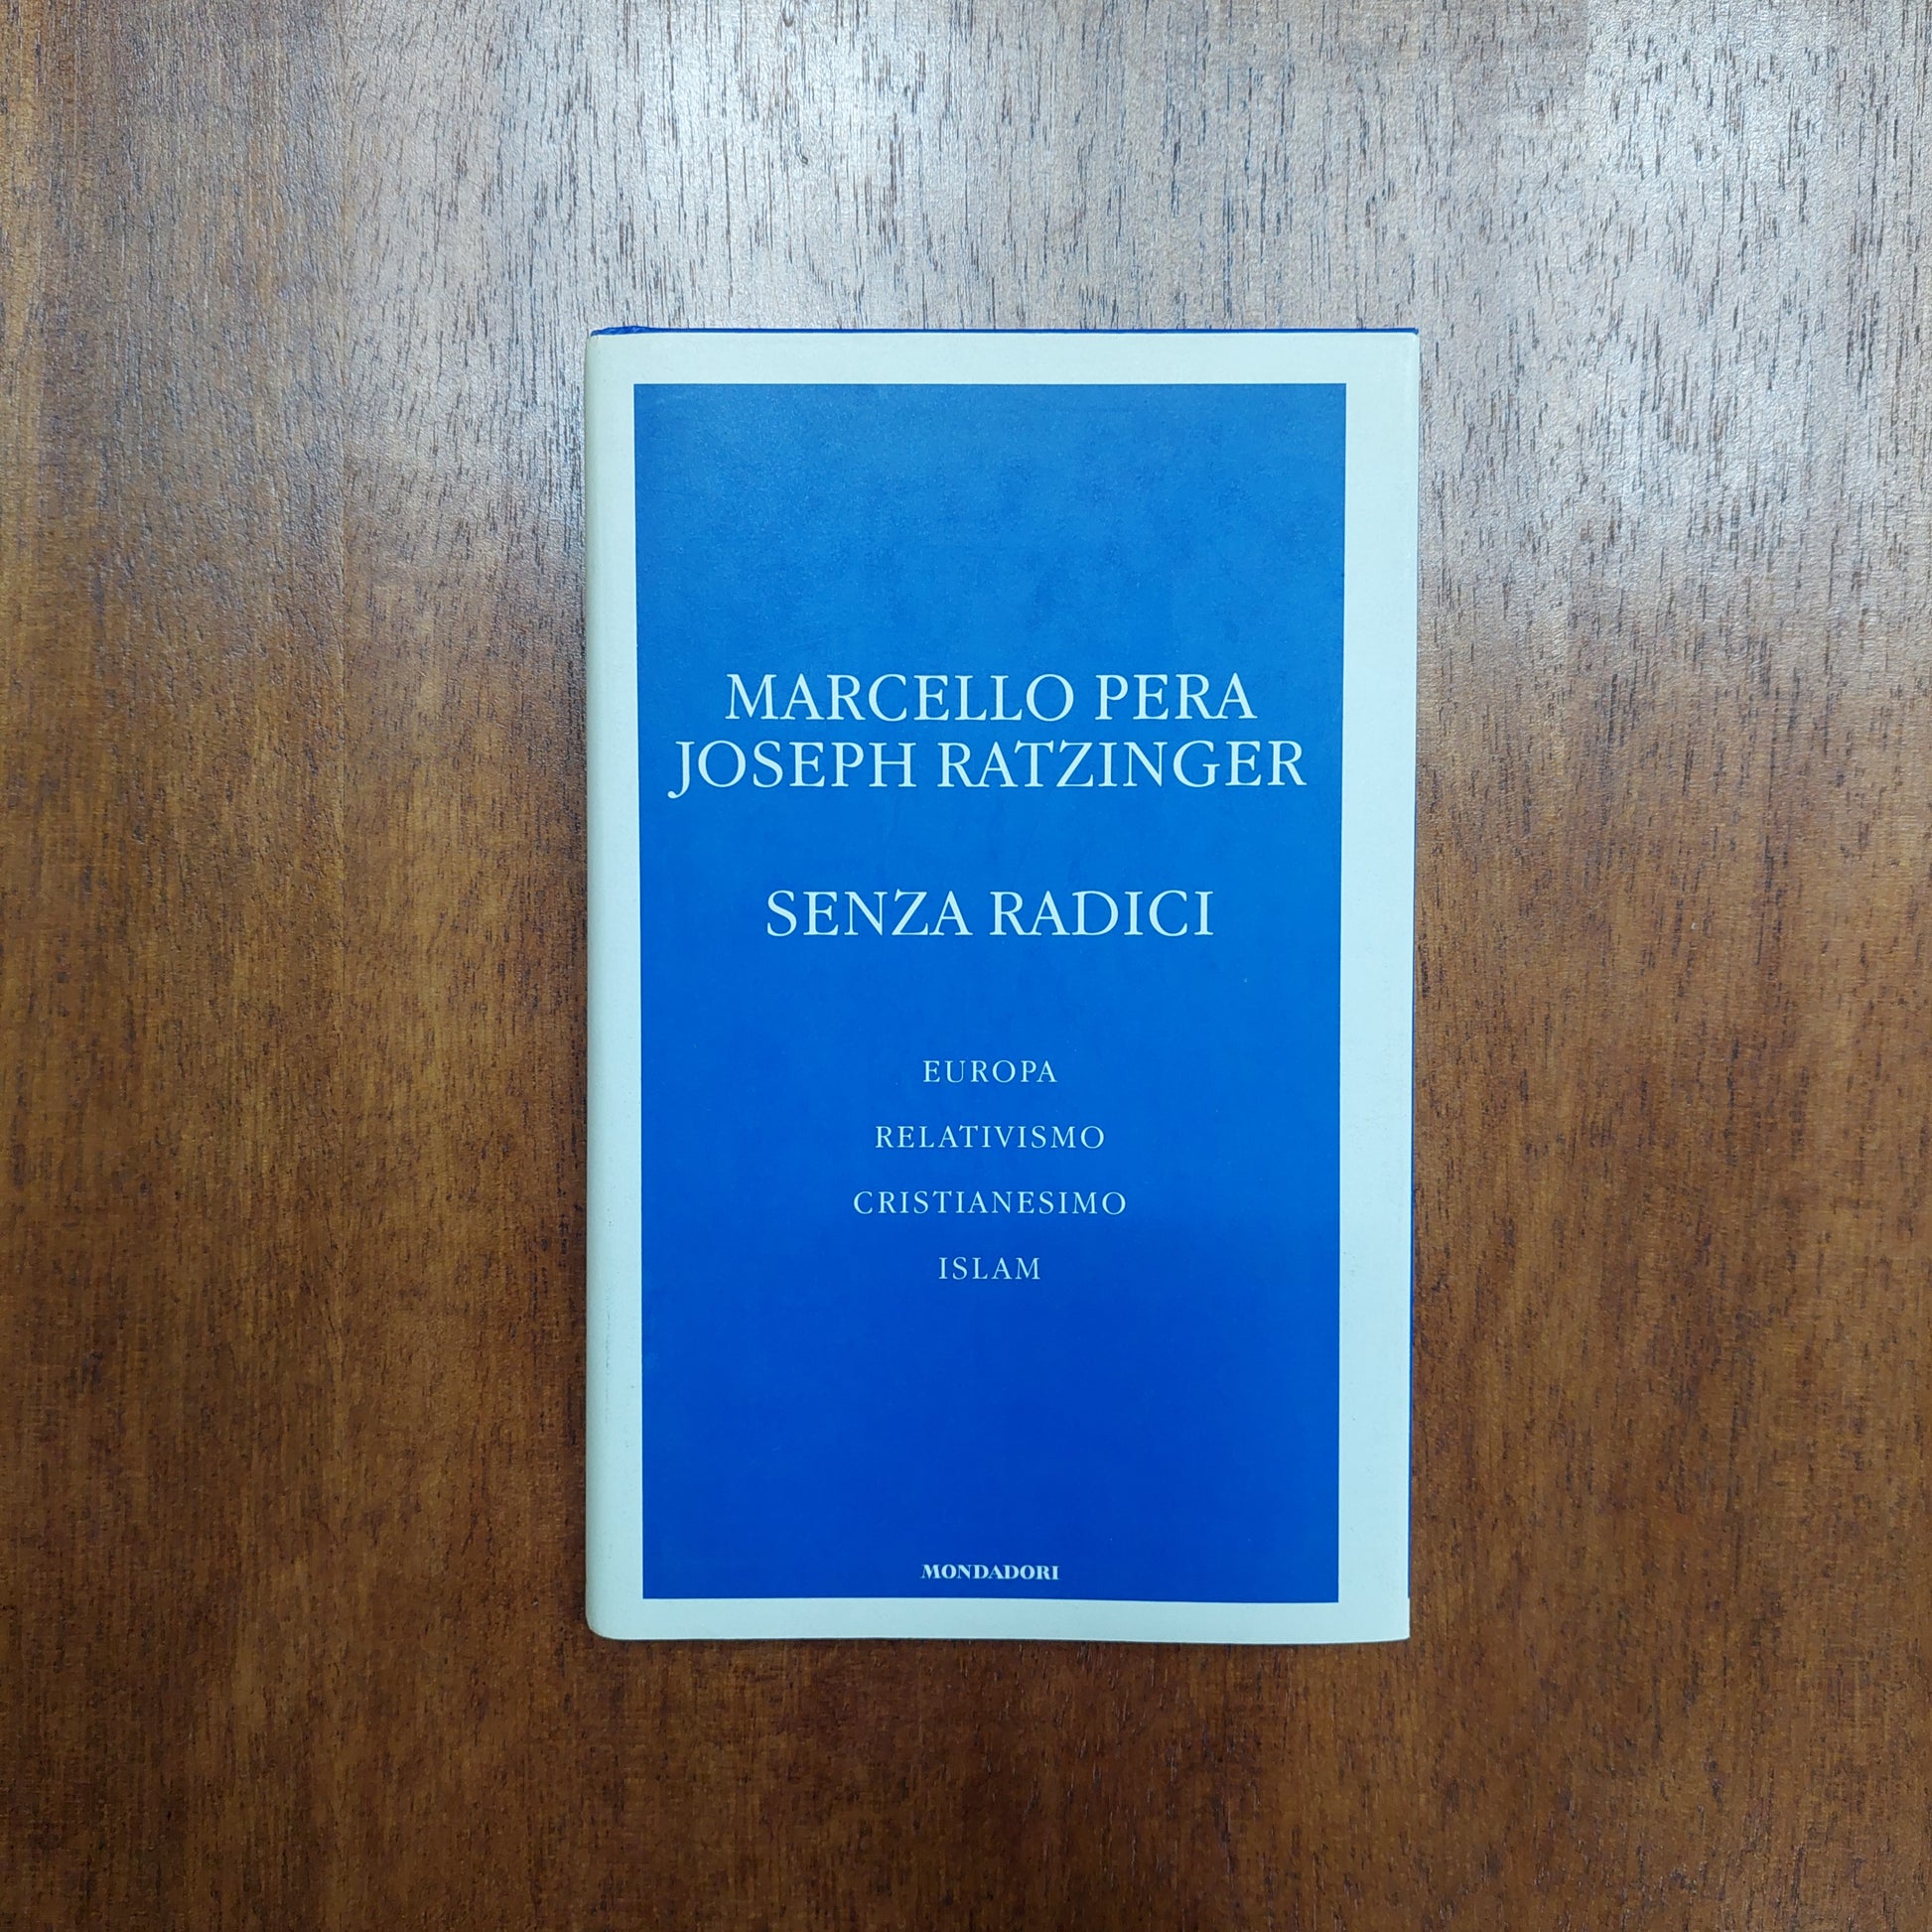 MARCELLO PERA
JOSEPH RATZINGER
SENZA RADICI
EUROPA
RELATIVISMO
CRISTIANESIMO
ISLAM
MONDADORI